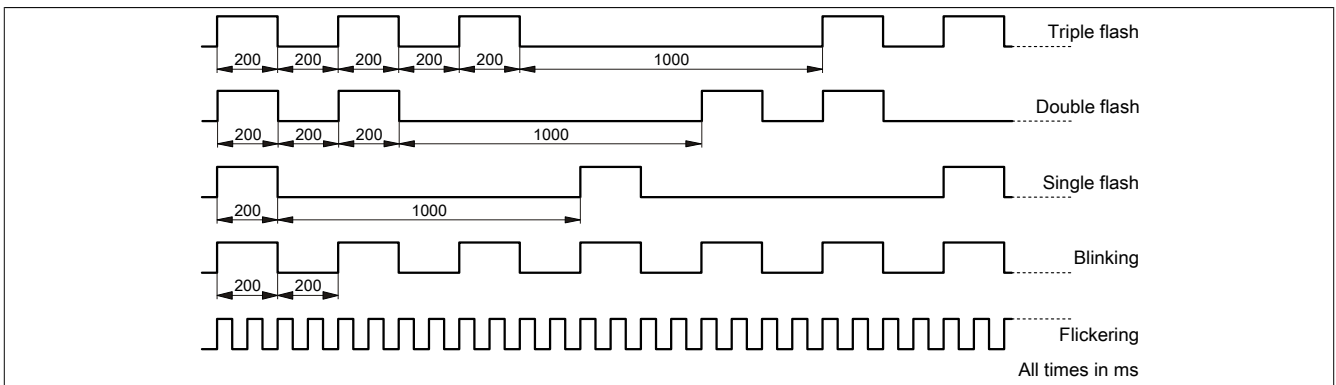 Triple flash
200 200 200 200 200 1000
Double flash
200 200 200 1000
Single flash
200 1000
Blinking
200 200
Flickering
All times in ms